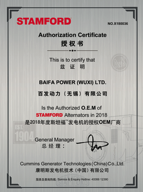 STAMFORD
Authorization Certificate
授 权 书
This is to certify that
兹 证 明
BAIFA POWER (WUXI) LTD.
百发动力（无锡）有限公司
Is the Authorized O.E.M of
STAMFORD Alternators in 2018
是2018年度斯坦福®发电机的授权OEM厂商
General Manager
总 经 理：
Cummins Generator Technologies (China) Co.,Ltd
康明斯发电机技术（中国）有限公司